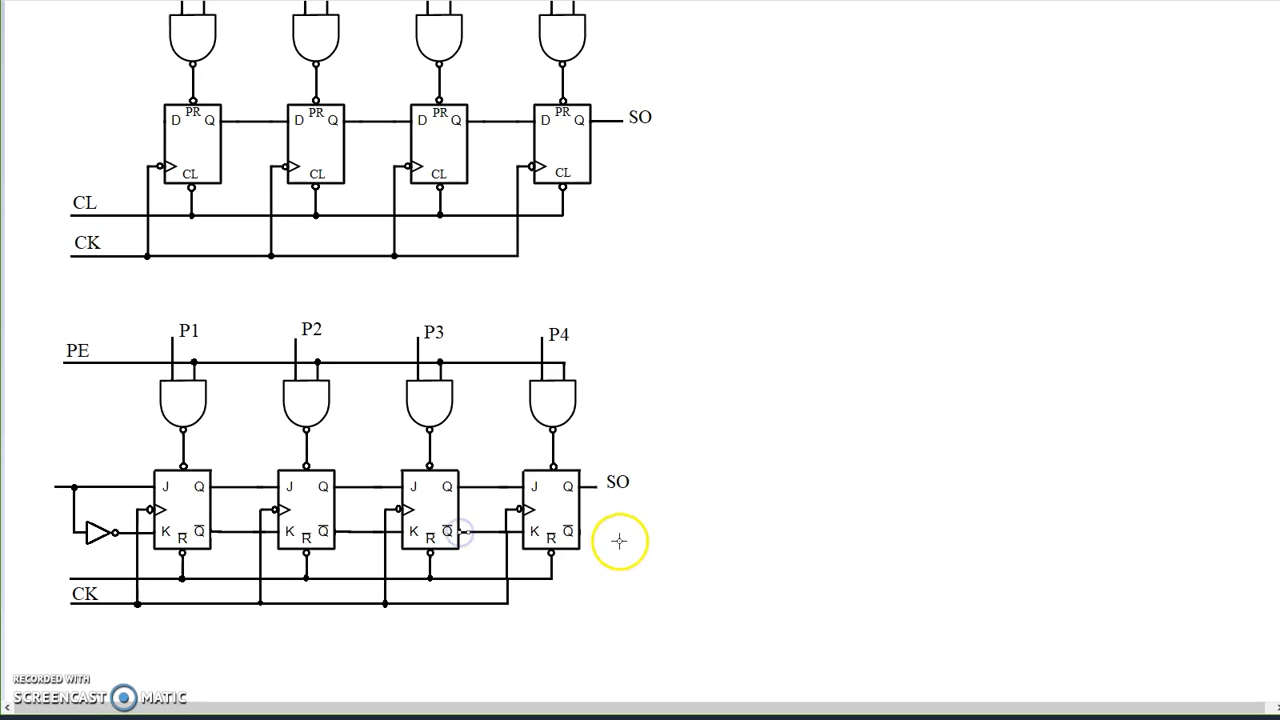 PR PR PR PR
D Q D Q D Q D Q SO
CL CL CL CL
CL
CK
P1 P2 P3 P4
PE
J Q J Q J Q J Q SO
K R̅ Q̅ K R̅ Q̅ K R̅ Q̅ K R̅ Q̅
CK
RECORDED WITH
SCREENCAST MATIC